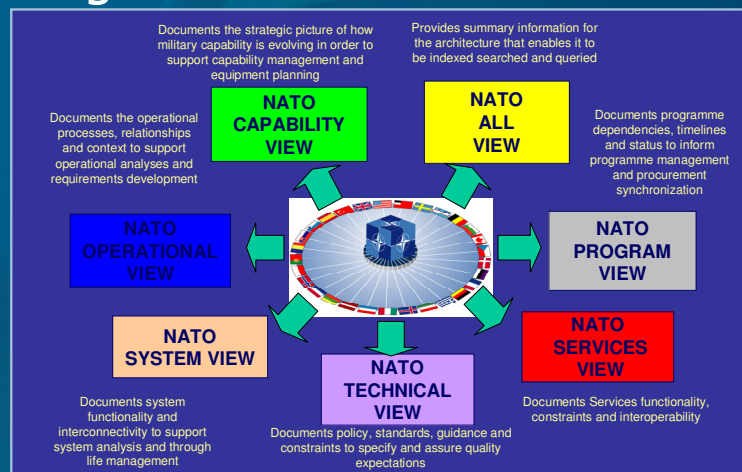 Documents the strategic picture of how
military capability is evolving in order to
support capability management and
equipment planning
Provides summary information for
the architecture that enables it to
be indexed searched and queried
NATO
CAPABILITY
VIEW
NATO
ALL
VIEW
Documents the operational
processes, relationships
and context to support
operational analyses and
requirements development
Documents programme
dependencies, timelines
and status to inform
programme management
and procurement
synchronization
NATO
OPERATIONAL
VIEW
NATO
PROGRAM
VIEW
NATO
SYSTEM VIEW
NATO
TECHNICAL
VIEW
NATO
SERVICES
VIEW
Documents system
functionality and
interconnectivity to support
system analysis and through
life management
Documents policy, standards, guidance and
constraints to specify and assure quality
expectations
Documents Services functionality,
constraints and interoperability